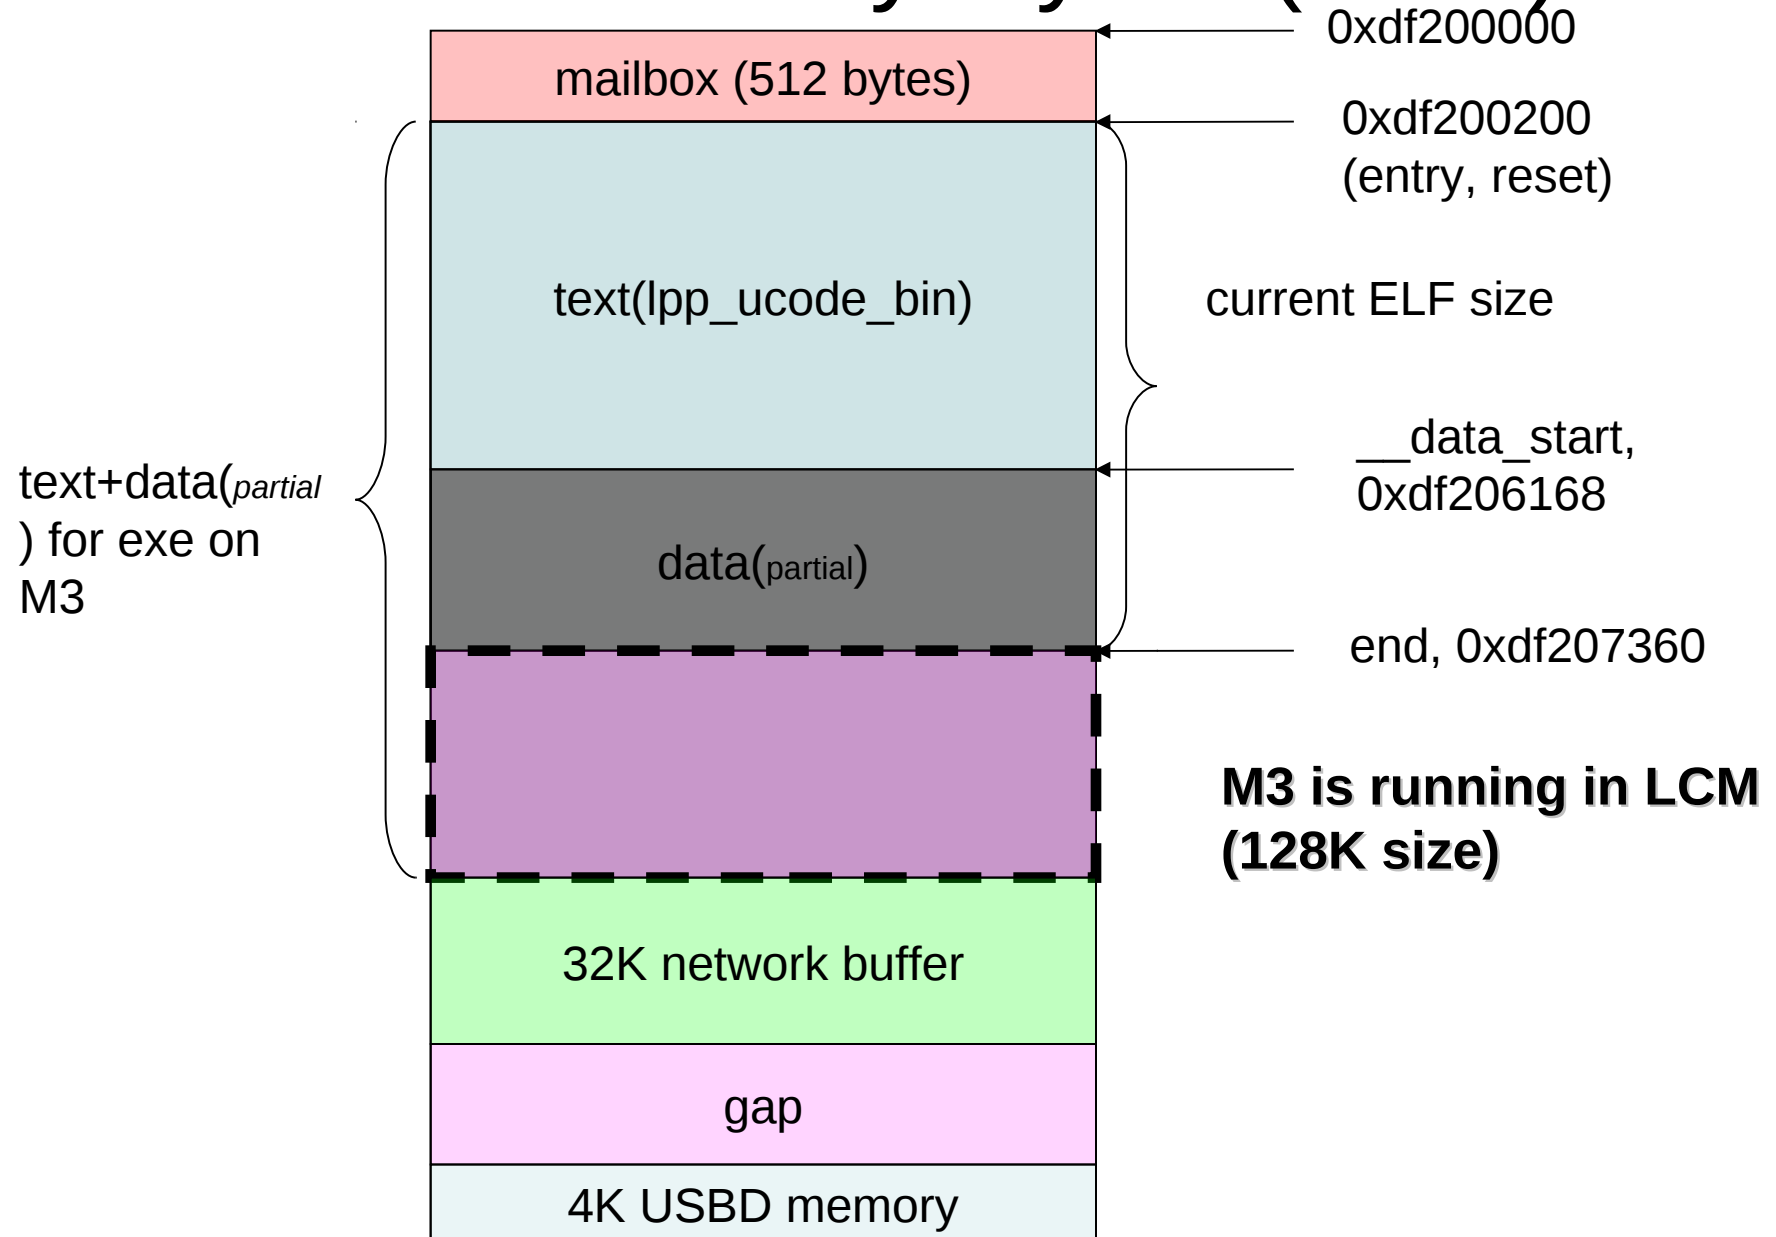 0xdf200000
mailbox (512 bytes)
0xdf200200
(entry, reset)
text(lpp_ucode_bin)
current ELF size
__data_start,
0xdf206168
text+data(partial
) for exe on
M3
data(partial)
end, 0xdf207360
M3 is running in LCM
(128K size)
32K network buffer
gap
4K USBD memory